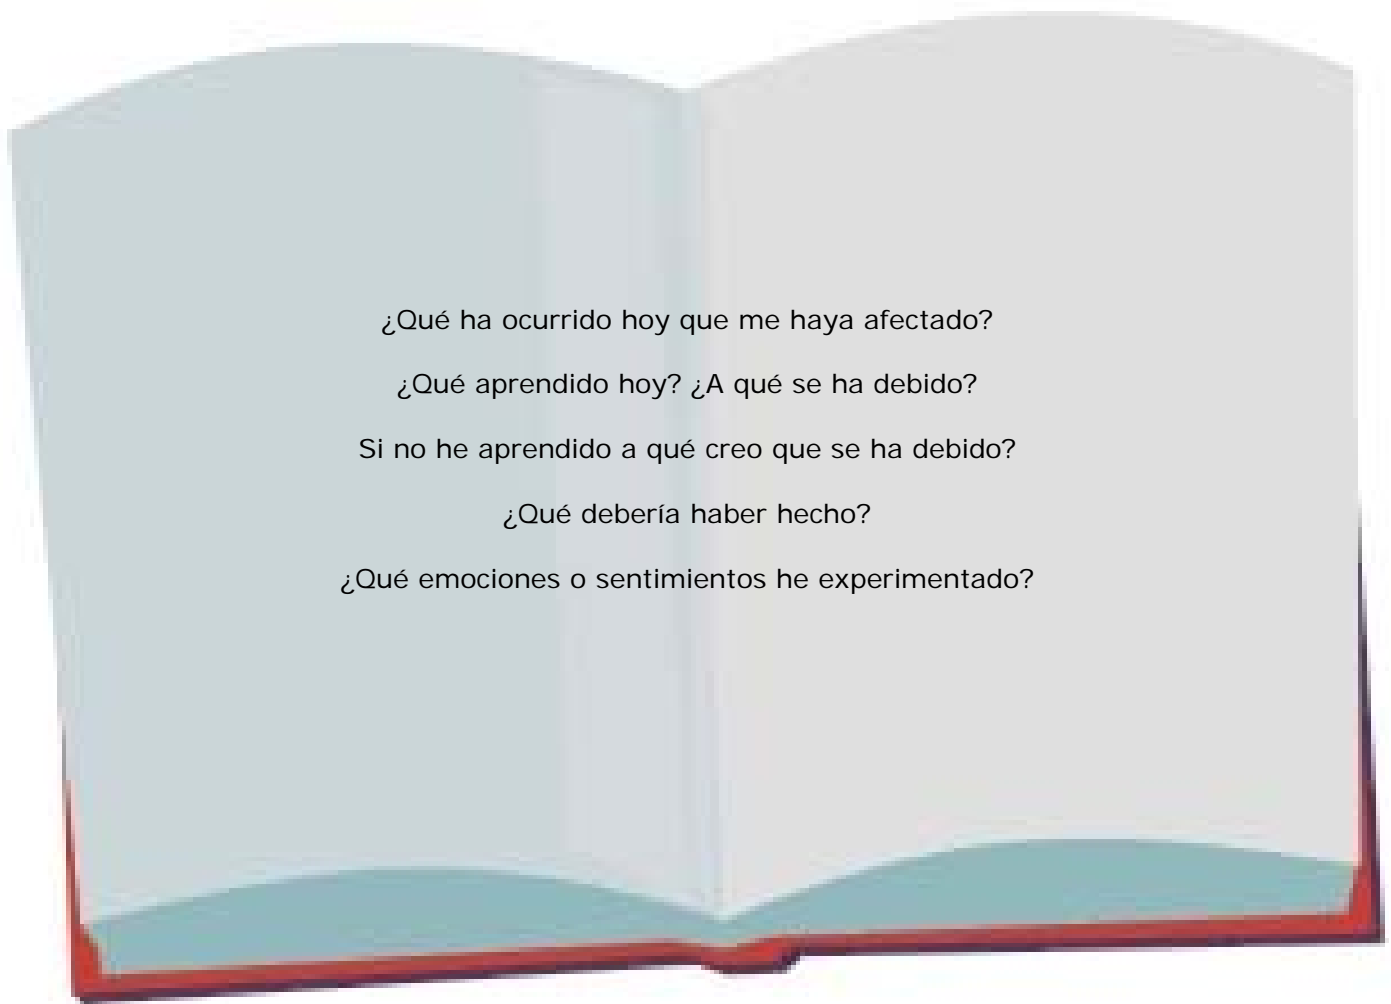 ¿Qué ha ocurrido hoy que me haya afectado?
¿Qué aprendido hoy? ¿A qué se ha debido?
Si no he aprendido a qué creo que se ha debido?
¿Qué debería haber hecho?
¿Qué emociones o sentimientos he experimentado?